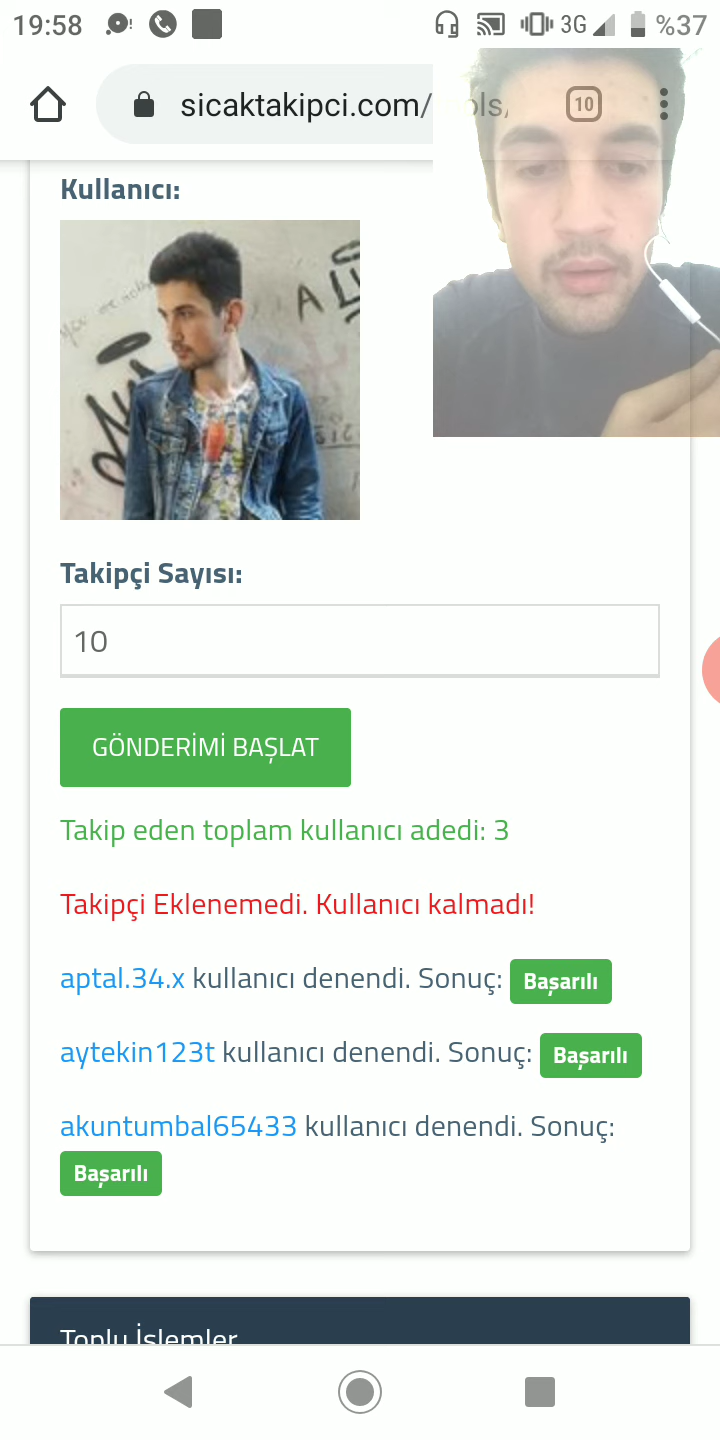 19:58
3G
%37
sicaktakipci.com/
ols/
10
Kullanıcı:
Takipçi Sayısı:
10
GÖNDERİMİ BAŞLAT
Takip eden toplam kullanıcı adedi: 3
Takipçi Eklenemedi. Kullanıcı kalmadı!
aptal.34.x kullanıcı denendi. Sonuç: Başarılı
aytekin123t kullanıcı denendi. Sonuç: Başarılı
akuntumbal65433 kullanıcı denendi. Sonuç:
Başarılı
Toplu İşlemler